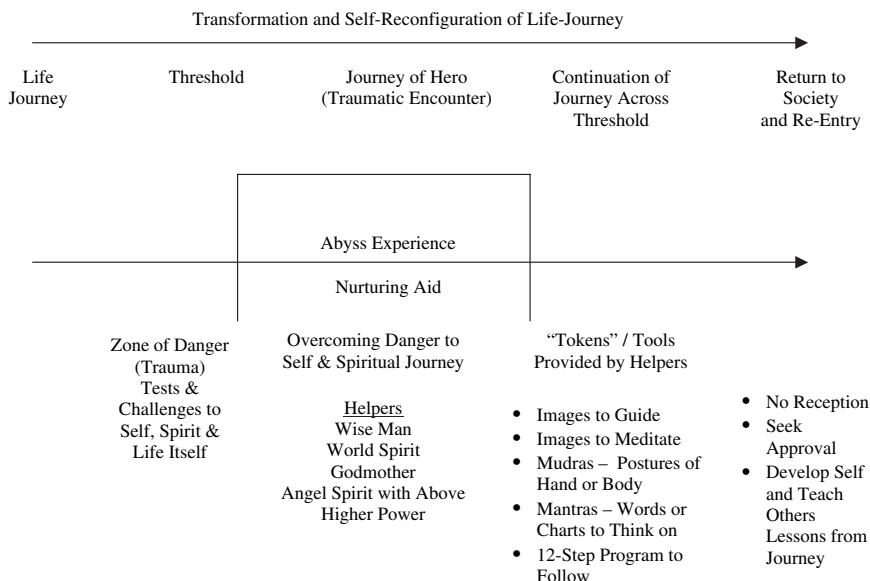 Transformation and Self-Reconfiguration of Life-Journey
Life
Journey
Threshold
Journey of Hero
(Traumatic Encounter)
Continuation of
Journey Across
Threshold
Return to
Society
and Re-Entry
Abyss Experience
Nurturing Aid
Zone of Danger
(Trauma)
Tests &
Challenges to
Self, Spirit &
Life Itself
Overcoming Danger to
Self & Spiritual Journey
Helpers
Wise Man
World Spirit
Godmother
Angel Spirit with Above
Higher Power
“Tokens” / Tools
Provided by Helpers
• Images to Guide
• Images to Meditate
• Mudras – Postures of
Hand or Body
• Mantras – Words or
Charts to Think on
• 12-Step Program to
Follow
• No Reception
• Seek
Approval
• Develop Self
and Teach
Others
Lessons from
Journey